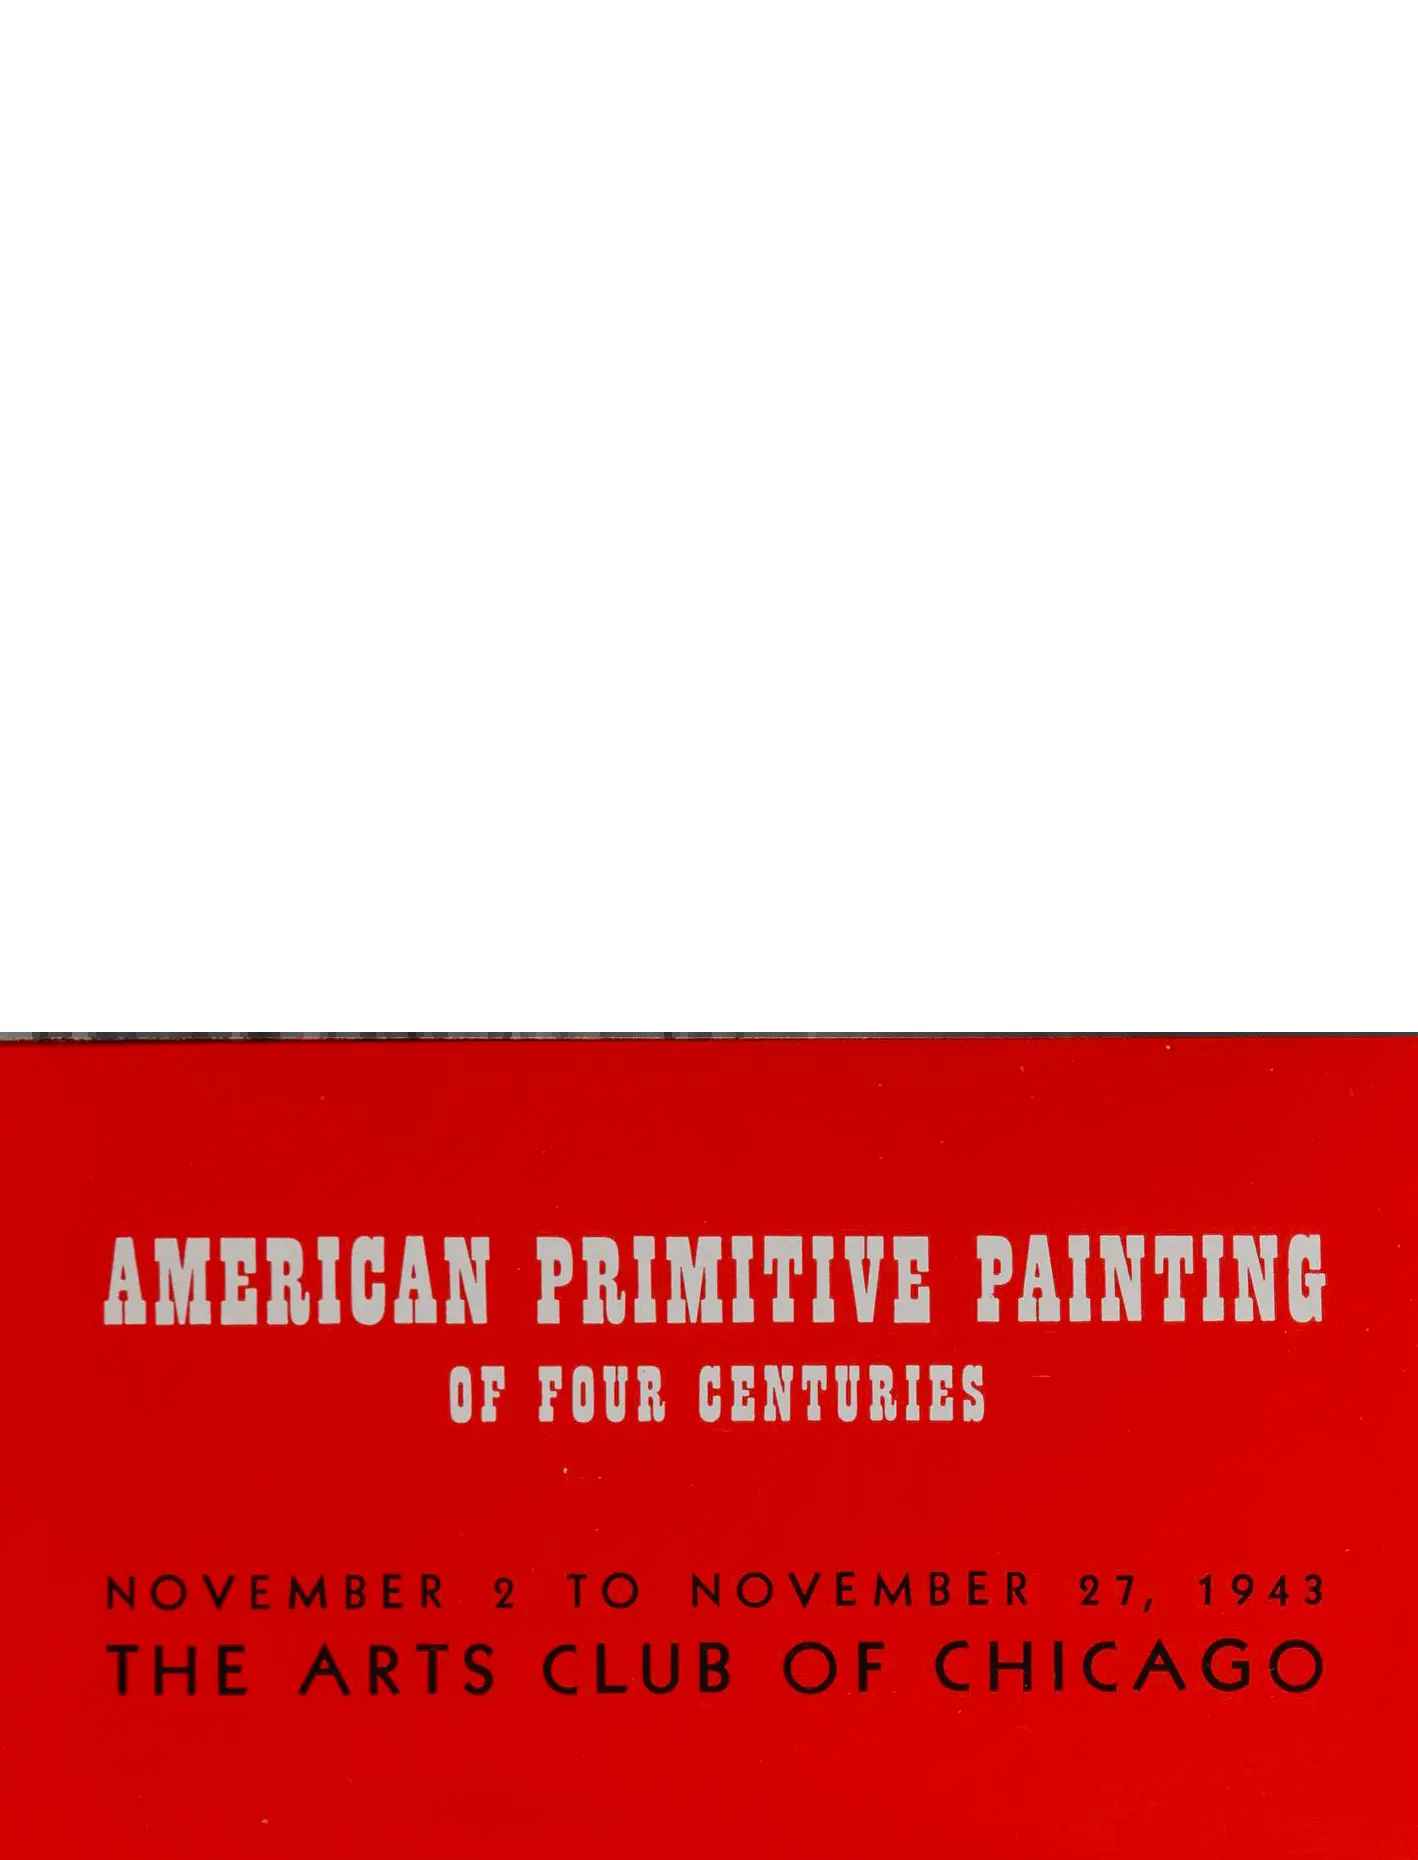 AMERICAN PRIMITIVE PAINTING
OF FOUR CENTURIES
NOVEMBER 2 TO NOVEMBER 27, 1943
THE ARTS CLUB OF CHICAGO